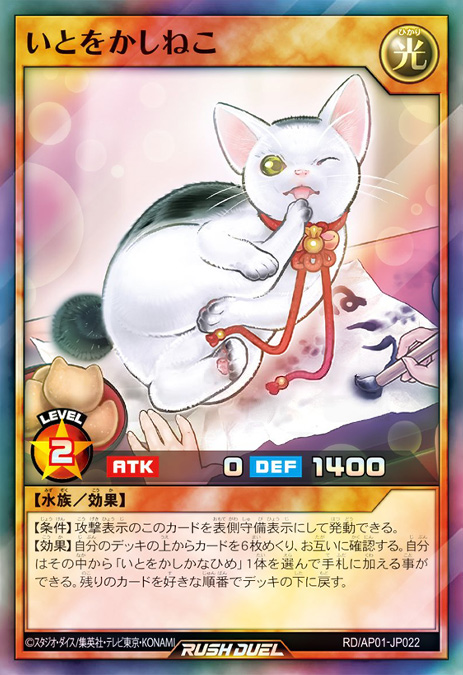 いとをかしねこ
ひかり
光
LEVEL
2
ATK 0 DEF 1400
【水族/効果】
【条件】攻撃表示のこのカードを表側守備表示にして発動できる。
【効果】自分のデッキの上からカードを6枚めくり、お互いに確認する。自分
はその中から「いとをかしかなひめ」1体を選んで手札に加える事が
できる。残りのカードを好きな順番でデッキの下に戻す。
©スタジオ・ダイス/集英社・テレビ東京・KONAMI
RUSH DUEL
RD/AP01-JP022